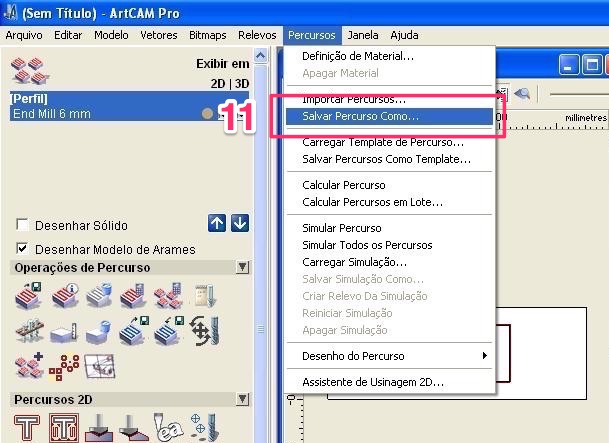 (Sem Título) - ArtCAM Pro
Arquivo Editar Modelo Vetores Bitmaps Relevos Percursos Janela Ajuda
Exibir em
2D | 3D
[Perfil]
End Mill 6 mm
11
Desenhar Sólido
Desenhar Modelo de Arames
Operações de Percurso
Percursos 2D
Definição de Material...
Apagar Material
Importar Percursos...
Salvar Percurso Como...
Carregar Template de Percurso...
Salvar Percursos Como Template...
Calcular Percurso
Calcular Percursos em Lote...
Simular Percurso
Simular Todos os Percursos
Carregar Simulação...
Salvar Simulação Como...
Criar Relevo Da Simulação
Reiniciar Simulação
Apagar Simulação
Desenho do Percurso
Assistente de Usinagem 2D...
millimetres